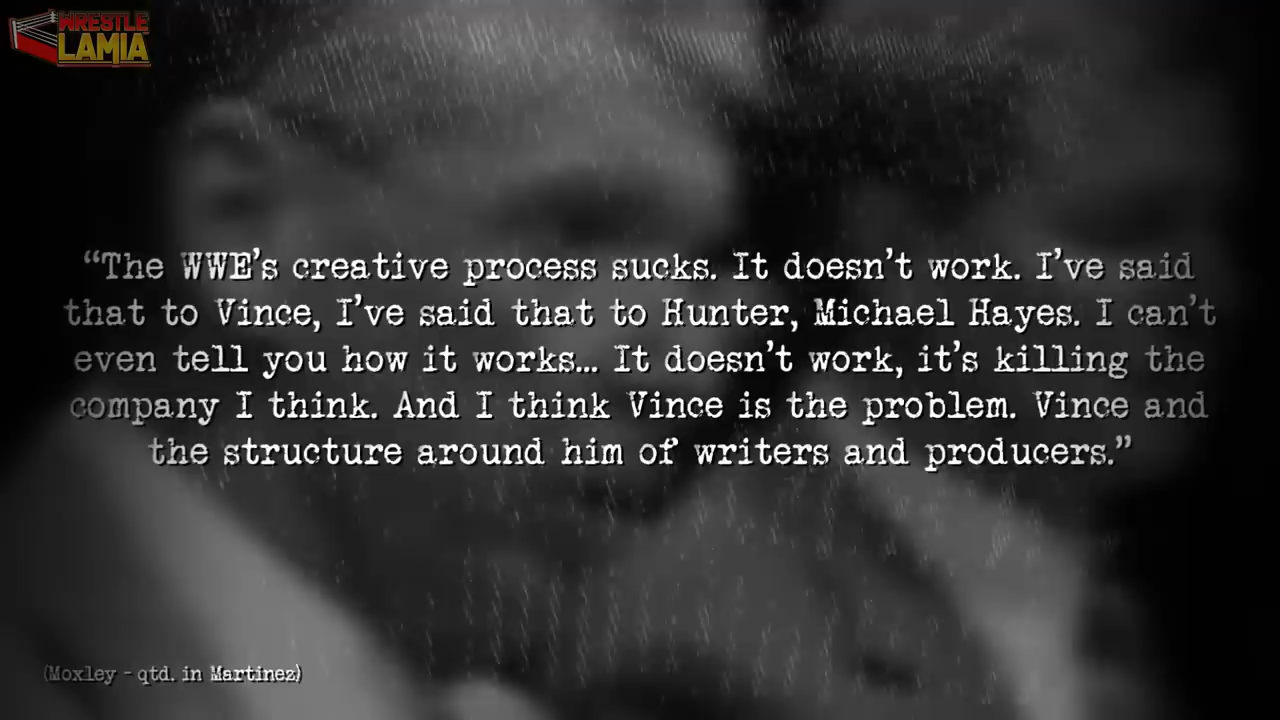 WRESTLE
LAMIA
“The WWE’s creative process sucks. It doesn’t work. I’ve said
that to Vince, I’ve said that to Hunter, Michael Hayes. I can’t
even tell you how it works... It doesn’t work, it’s killing the
company I think. And I think Vince is the problem. Vince and
the structure around him of writers and producers.”
(Moxley - qtd. in Martinez)